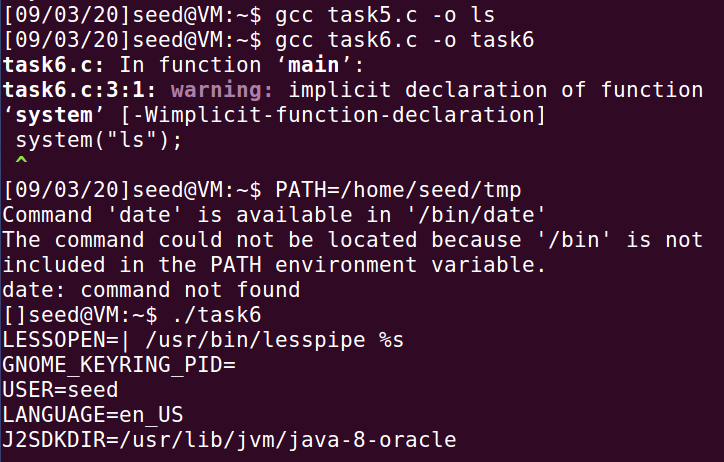 [09/03/20]seed@VM:~$ gcc task5.c -o ls
[09/03/20]seed@VM:~$ gcc task6.c -o task6
task6.c: In function ‘main’:
task6.c:3:1: warning: implicit declaration of function
‘system’ [-Wimplicit-function-declaration]
 system("ls");
 ^
[09/03/20]seed@VM:~$ PATH=/home/seed/tmp
Command 'date' is available in '/bin/date'
The command could not be located because '/bin' is not
included in the PATH environment variable.
date: command not found
[]seed@VM:~$ ./task6
LESSOPEN=| /usr/bin/lesspipe %s
GNOME_KEYRING_PID=
USER=seed
LANGUAGE=en_US
J2SDKDIR=/usr/lib/jvm/java-8-oracle